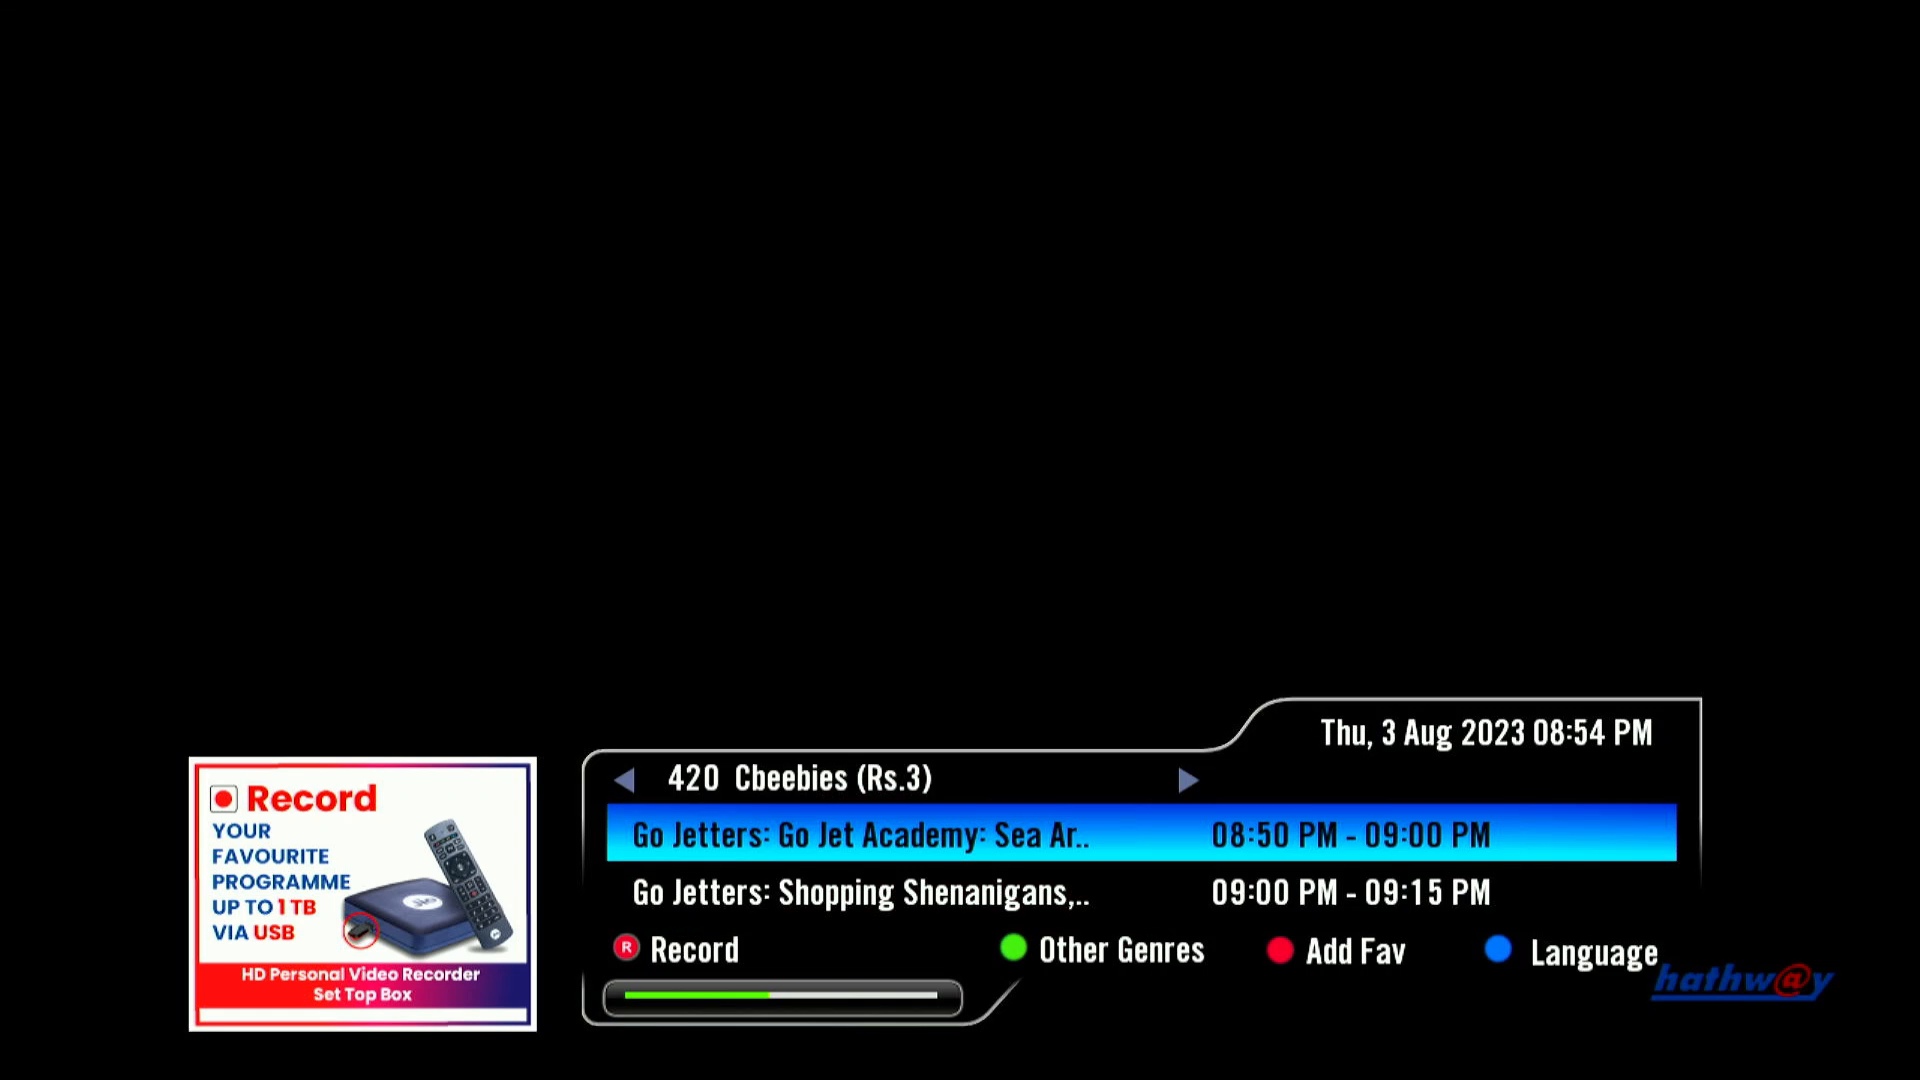 Thu, 3 Aug 2023 08:54 PM
420 Cbeebies (Rs.3)
Go Jetters: Go Jet Academy: Sea Ar.. 08:50 PM - 09:00 PM
Go Jetters: Shopping Shenanigans,.. 09:00 PM - 09:15 PM
R Record Other Genres Add Fav Language
hathw@y
Record
YOUR
FAVOURITE
PROGRAMME
UP TO 1 TB
VIA USB
Jio
HD Personal Video Recorder
Set Top Box